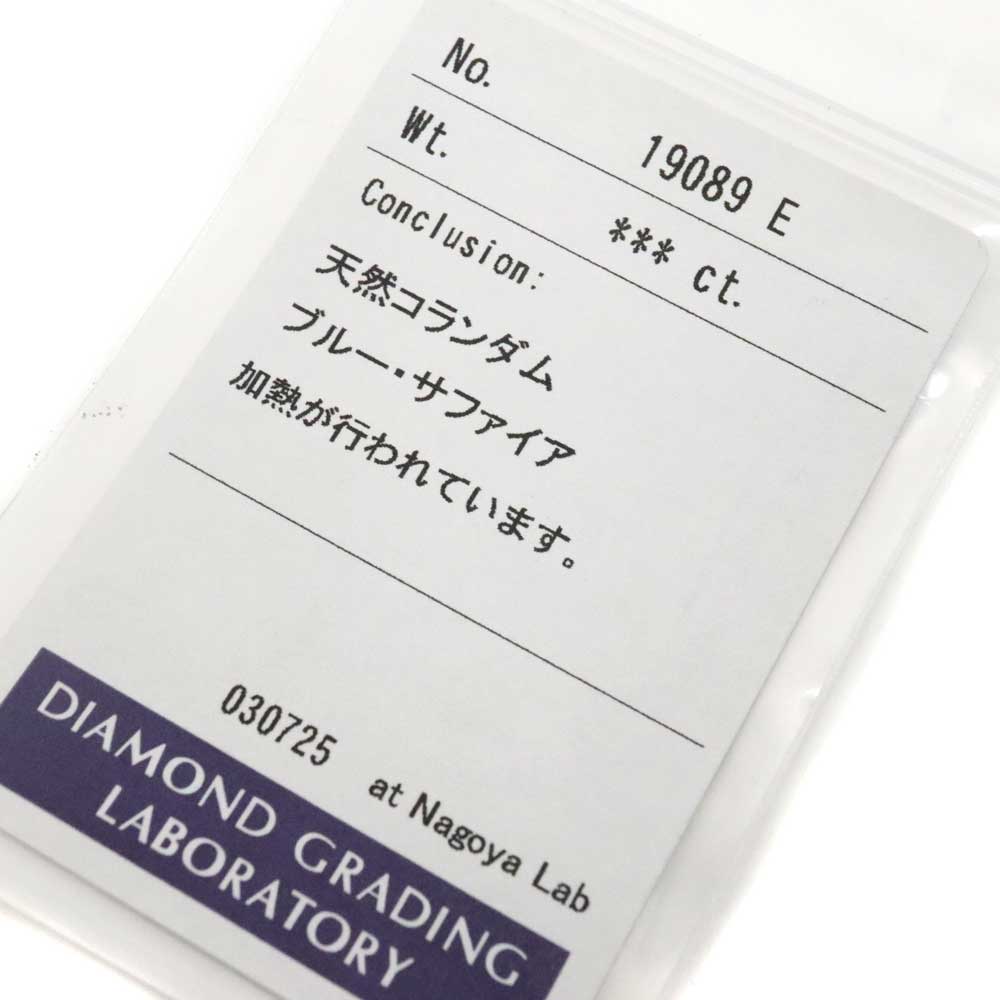 No. 19089 E
Wt. *** ct.
Conclusion:
天然コランダム
ブルー・サファイア
加熱が行われています。
030725 at Nagoya Lab
DIAMOND GRADING
LABORATORY